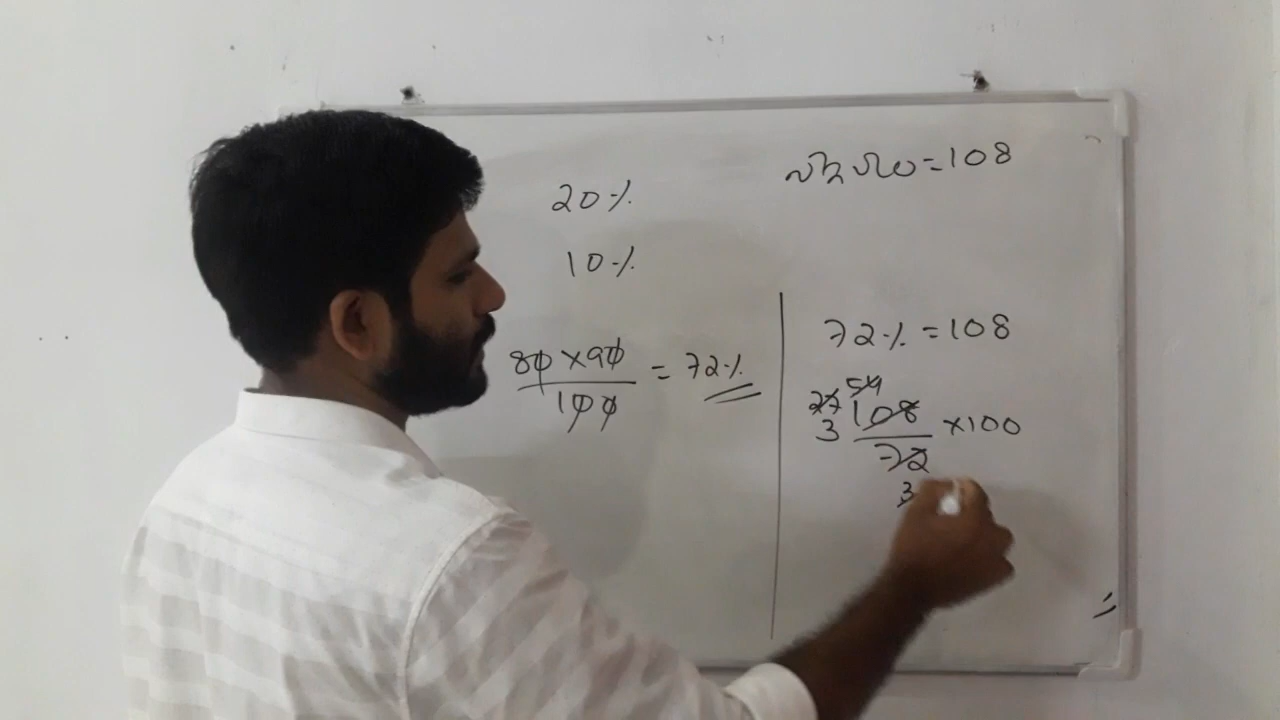 20%
10%
80 × 90
100
= 72%
വി.വില = 108
72% = 108
27 54
3 108 × 100
72
3